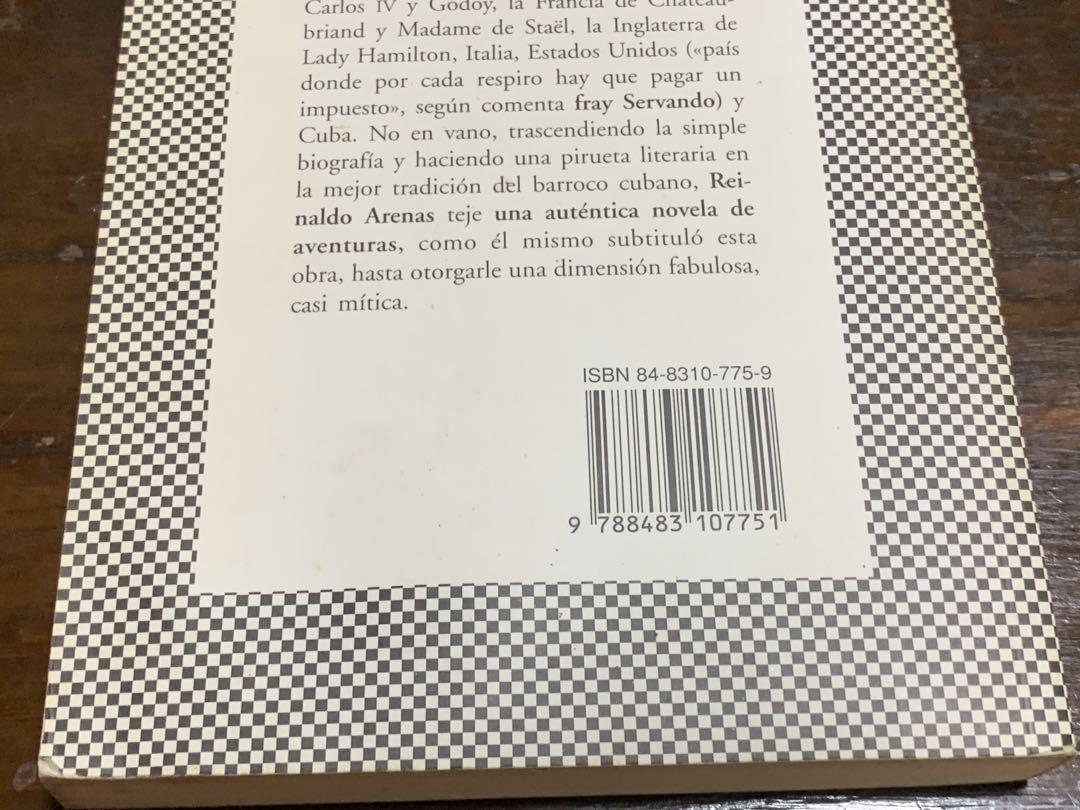 Carlos IV y Godoy, la Francia de Chateau-
briand y Madame de Staël, la Inglaterra de
Lady Hamilton, Italia, Estados Unidos («país
donde por cada respiro hay que pagar un
impuesto», según comenta fray Servando) y
Cuba. No en vano, trascendiendo la simple
biografía y haciendo una pirueta literaria en
la mejor tradición del barroco cubano, Rei-
naldo Arenas teje una auténtica novela de
aventuras, como él mismo subtituló esta
obra, hasta otorgarle una dimensión fabulosa,
casi mítica.
ISBN 84-8310-775-9
9 788483 107751